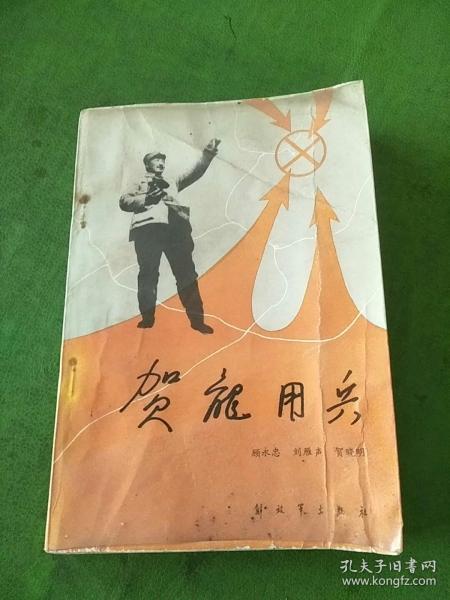 贺龙用兵
顾永忠 刘雁声 贺晓明
解放军出版社
孔夫子旧书网
www.kongfz.com